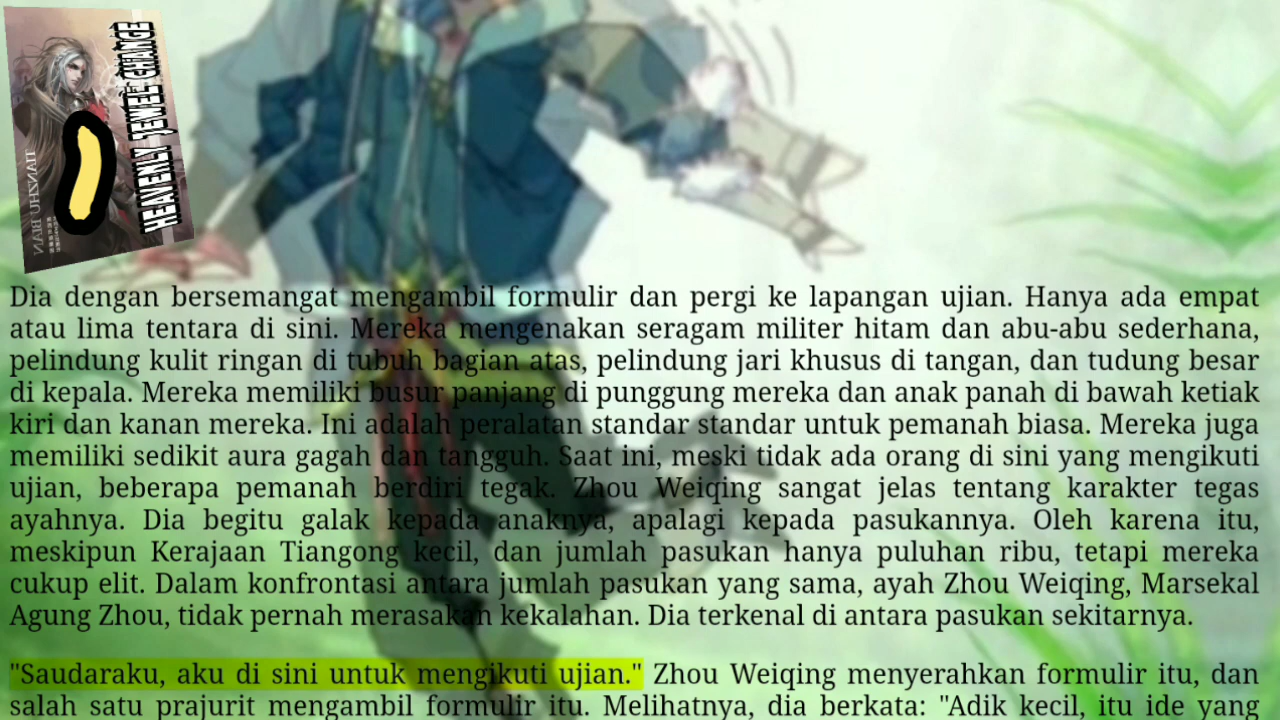 HEAVENLY JEWEL CHANGE
TIANZHU BIAN
Dia dengan bersemangat mengambil formulir dan pergi ke lapangan ujian. Hanya ada empat
atau lima tentara di sini. Mereka mengenakan seragam militer hitam dan abu-abu sederhana,
pelindung kulit ringan di tubuh bagian atas, pelindung jari khusus di tangan, dan tudung besar
di kepala. Mereka memiliki busur panjang di punggung mereka dan anak panah di bawah ketiak
kiri dan kanan mereka. Ini adalah peralatan standar standar untuk pemanah biasa. Mereka juga
memiliki sedikit aura gagah dan tangguh. Saat ini, meski tidak ada orang di sini yang mengikuti
ujian, beberapa pemanah berdiri tegak. Zhou Weiqing sangat jelas tentang karakter tegas
ayahnya. Dia begitu galak kepada anaknya, apalagi kepada pasukannya. Oleh karena itu,
meskipun Kerajaan Tiangong kecil, dan jumlah pasukan hanya puluhan ribu, tetapi mereka
cukup elit. Dalam konfrontasi antara jumlah pasukan yang sama, ayah Zhou Weiqing, Marsekal
Agung Zhou, tidak pernah merasakan kekalahan. Dia terkenal di antara pasukan sekitarnya.
"Saudaraku, aku di sini untuk mengikuti ujian." Zhou Weiqing menyerahkan formulir itu, dan
salah satu prajurit mengambil formulir itu. Melihatnya, dia berkata: "Adik kecil, itu ide yang